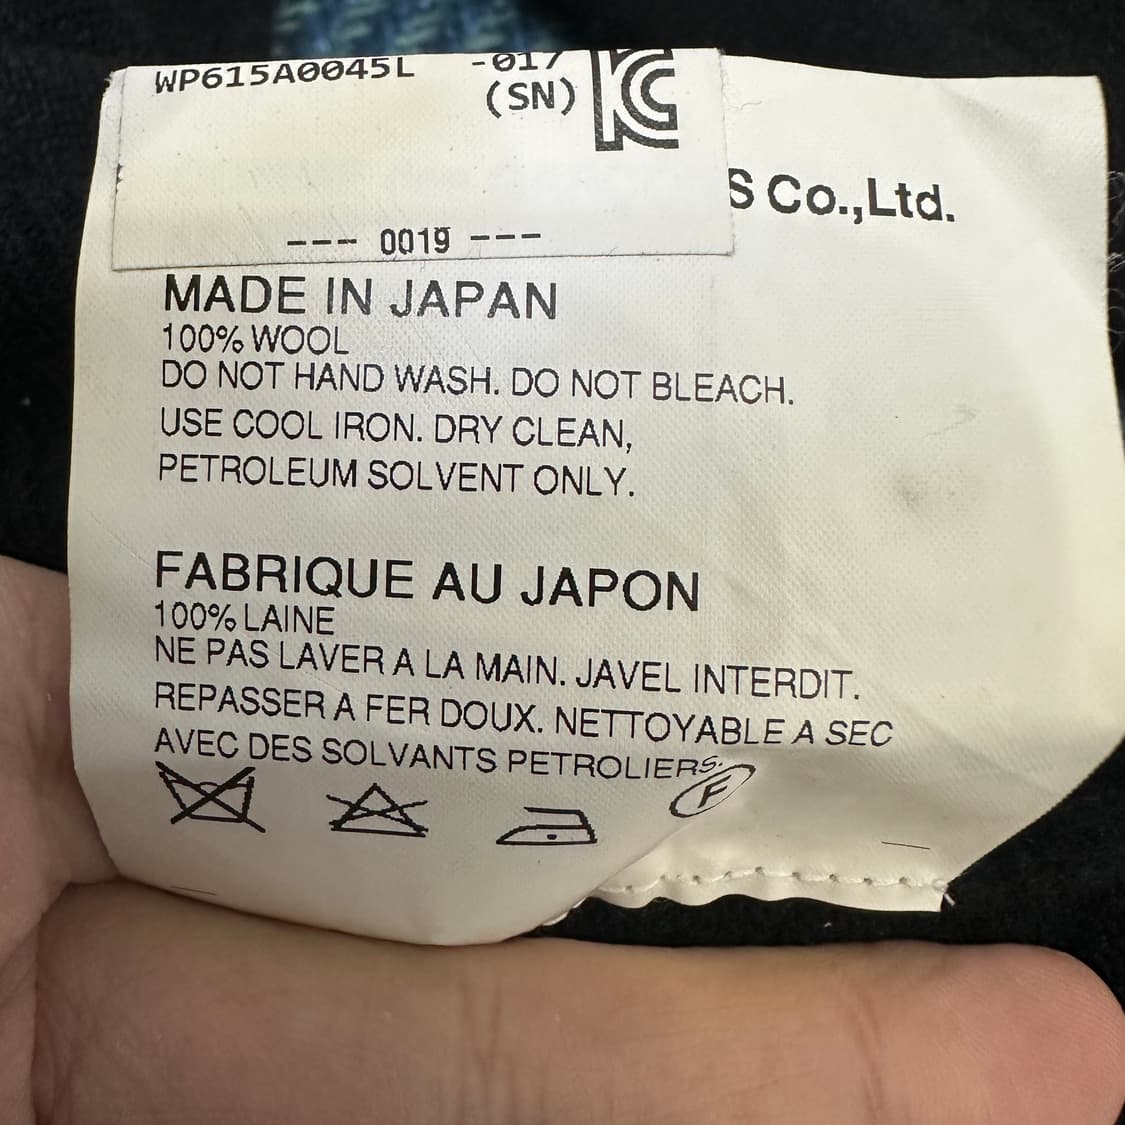 WP615A0045L -017
(SN)
S Co.,Ltd.
--- 0019 ---
MADE IN JAPAN
100% WOOL
DO NOT HAND WASH. DO NOT BLEACH.
USE COOL IRON. DRY CLEAN,
PETROLEUM SOLVENT ONLY.
FABRIQUE AU JAPON
100% LAINE
NE PAS LAVER A LA MAIN. JAVEL INTERDIT.
REPASSER A FER DOUX. NETTOYABLE A SEC
AVEC DES SOLVANTS PETROLIERS.
F